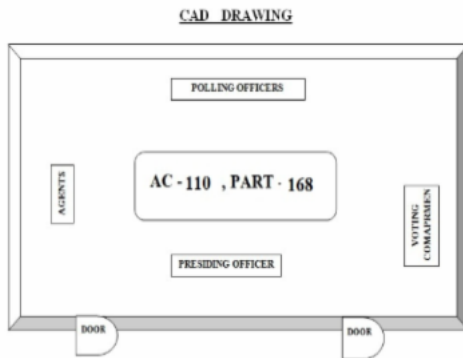 CAD DRAWING
POLLING OFFICERS
AGENTS
AC - 110 , PART - 168
VOTING
COMAPRMEN
PRESIDING OFFICER
DOOR
DOOR